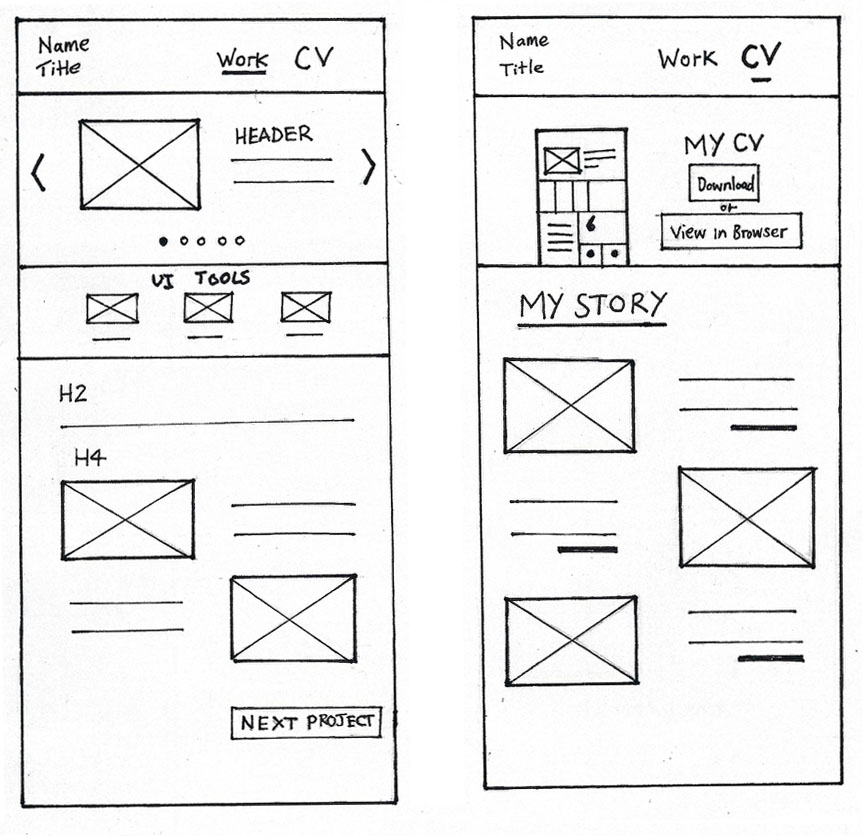 Name
Title
Work CV
HEADER
UI TOOLS
H2
H4
NEXT PROJECT
Name
Title
Work CV
MY CV
Download
or
View in Browser
MY STORY